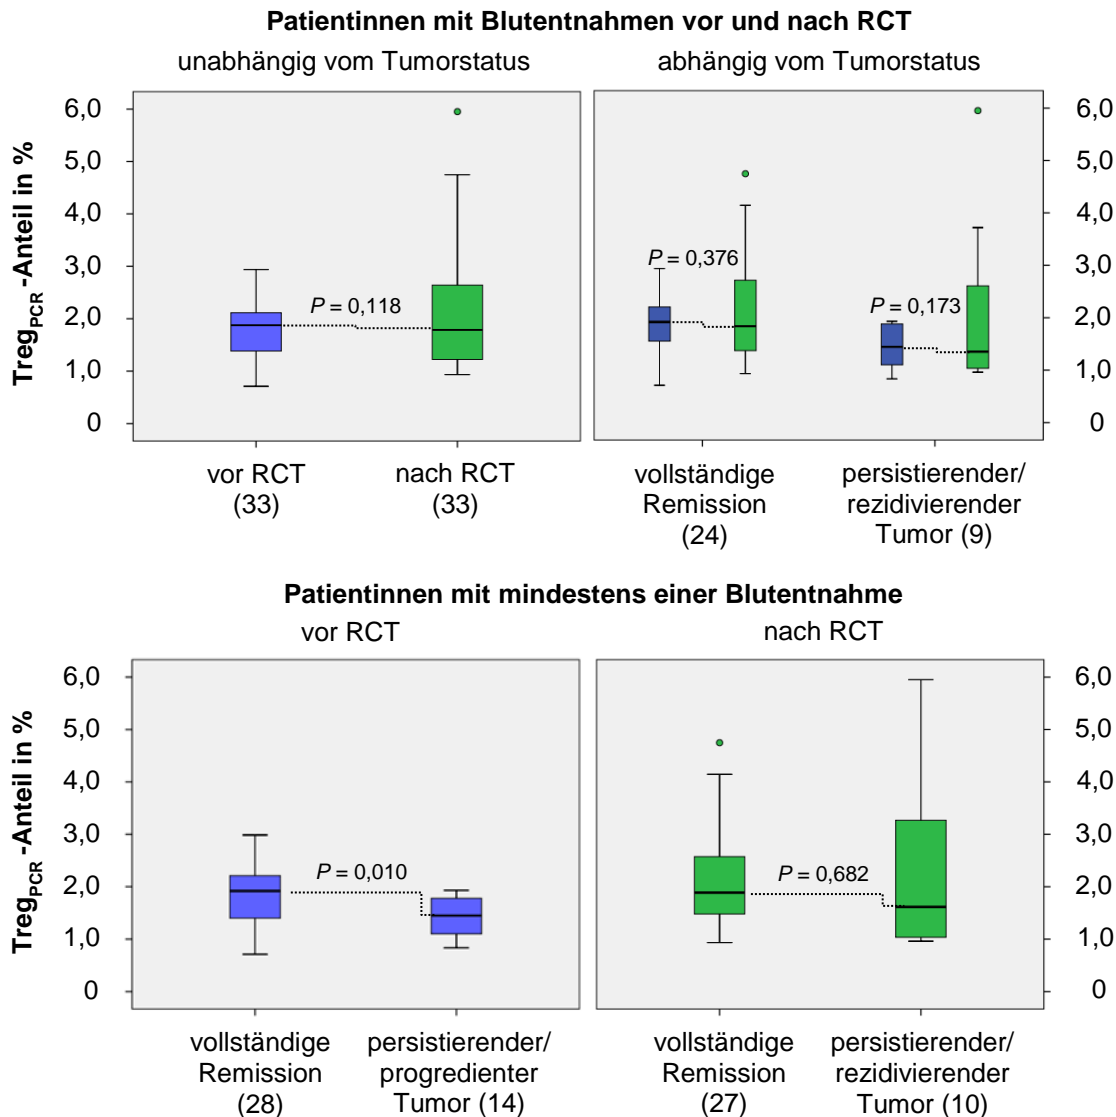 Patientinnen mit Blutentnahmen vor und nach RCT
unabhängig vom Tumorstatus
abhängig vom Tumorstatus
Treg PCR -Anteil in %
6,0
5,0
4,0
3,0
2,0
1,0
0
P = 0,118
P = 0,376
P = 0,173
6,0
5,0
4,0
3,0
2,0
1,0
0
vor RCT
(33)
nach RCT
(33)
vollständige
Remission
(24)
persistierender/
rezidivierender
Tumor (9)
Patientinnen mit mindestens einer Blutentnahme
vor RCT
nach RCT
Treg PCR -Anteil in %
6,0
5,0
4,0
3,0
2,0
1,0
0
P = 0,010
P = 0,682
6,0
5,0
4,0
3,0
2,0
1,0
0
vollständige
Remission
(28)
persistierender/
progredienter
Tumor (14)
vollständige
Remission
(27)
persistierender/
rezidivierender
Tumor (10)